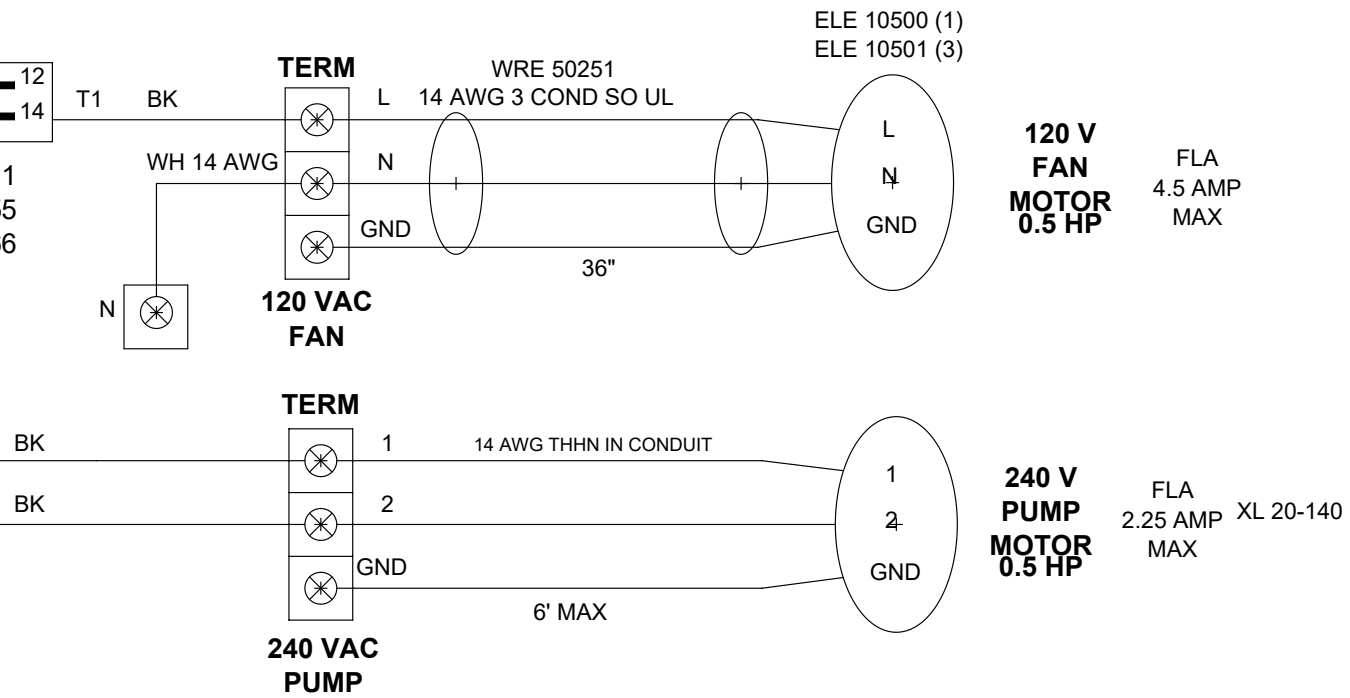 ELE 10500 (1)
ELE 10501 (3)
12
14
T1 BK
TERM
L
WRE 50251
14 AWG 3 COND SO UL
WH 14 AWG
N
GND
36"
N
120 VAC
FAN
L
N
GND
120 V
FAN
MOTOR
0.5 HP
FLA
4.5 AMP
MAX
1
6
TERM
BK
BK
1
2
GND
14 AWG THHN IN CONDUIT
6' MAX
240 VAC
PUMP
1
2
GND
240 V
PUMP
MOTOR
0.5 HP
FLA
2.25 AMP
MAX
XL 20-140